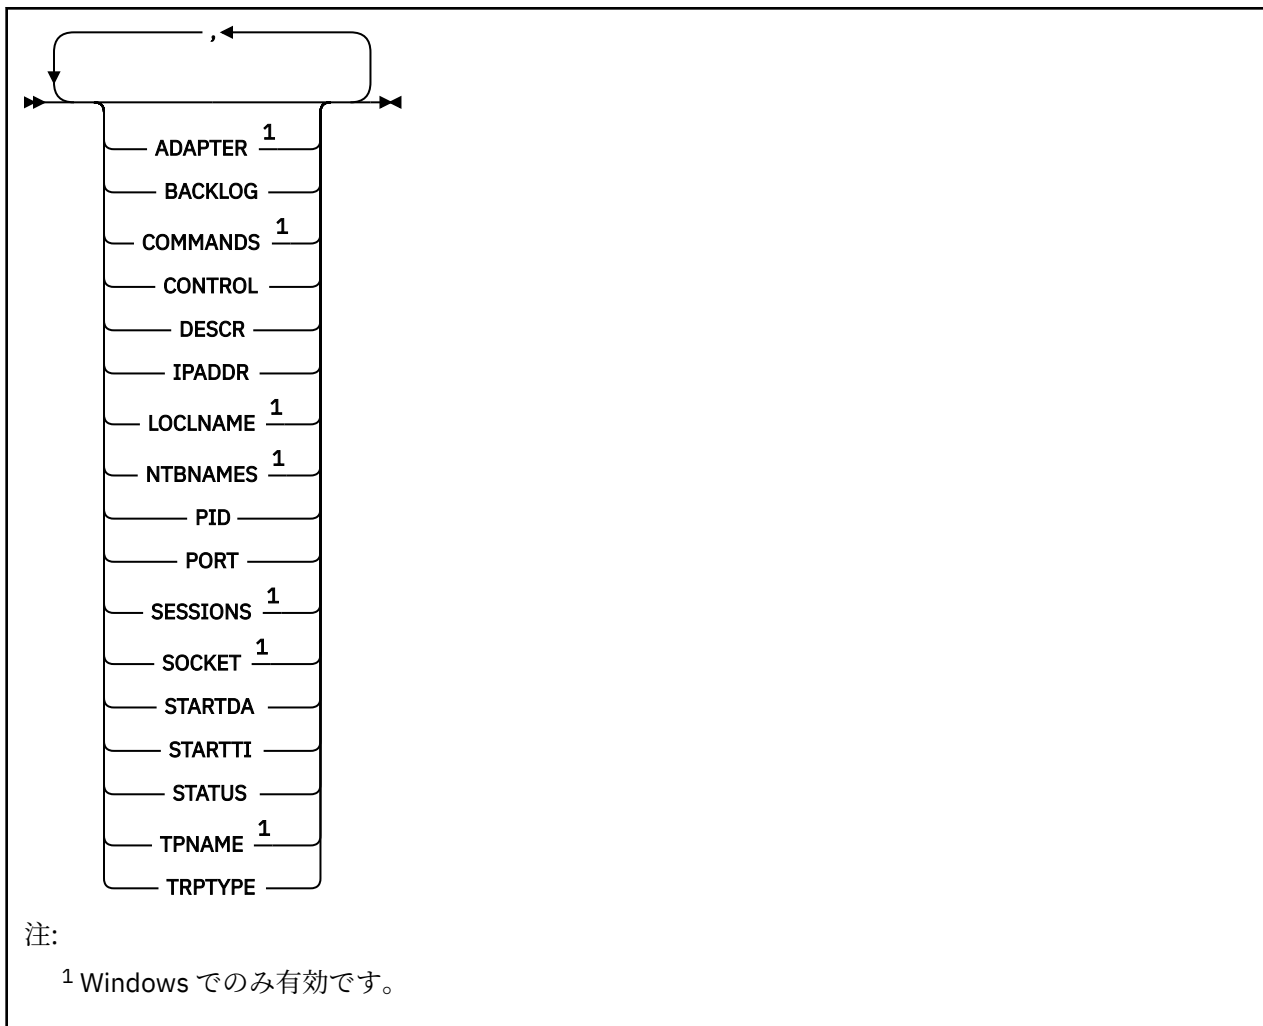 ,
ADAPTER 1
BACKLOG
COMMANDS 1
CONTROL
DESCR
IPADDR
LOCLNAME 1
NTBNAMES 1
PID
PORT
SESSIONS 1
SOCKET 1
STARTDA
STARTTI
STATUS
TPNAME 1
TRPTYPE
注:
1 Windows でのみ有効です。